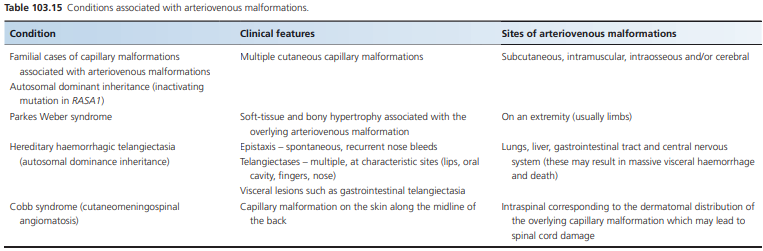 Table 103.15 Conditions associated with arteriovenous malformations.
Condition Clinical features Sites of arteriovenous malformations
Familial cases of capillary malformations
associated with arteriovenous malformations
Autosomal dominant inheritance (inactivating
mutation in RASA1)
Multiple cutaneous capillary malformations
Subcutaneous, intramuscular, intraosseous and/or cerebral
Parkes Weber syndrome
Soft-tissue and bony hypertrophy associated with the
overlying arteriovenous malformation
On an extremity (usually limbs)
Hereditary haemorrhagic telangiectasia
(autosomal dominance inheritance)
Epistaxis – spontaneous, recurrent nose bleeds
Telangiectases – multiple, at characteristic sites (lips, oral
cavity, fingers, nose)
Visceral lesions such as gastrointestinal telangiectasia
Lungs, liver, gastrointestinal tract and central nervous
system (these may result in massive visceral haemorrhage
and death)
Cobb syndrome (cutaneomeningospinal
angiomatosis)
Capillary malformation on the skin along the midline of
the back
Intraspinal corresponding to the dermatomal distribution of
the overlying capillary malformation which may lead to
spinal cord damage